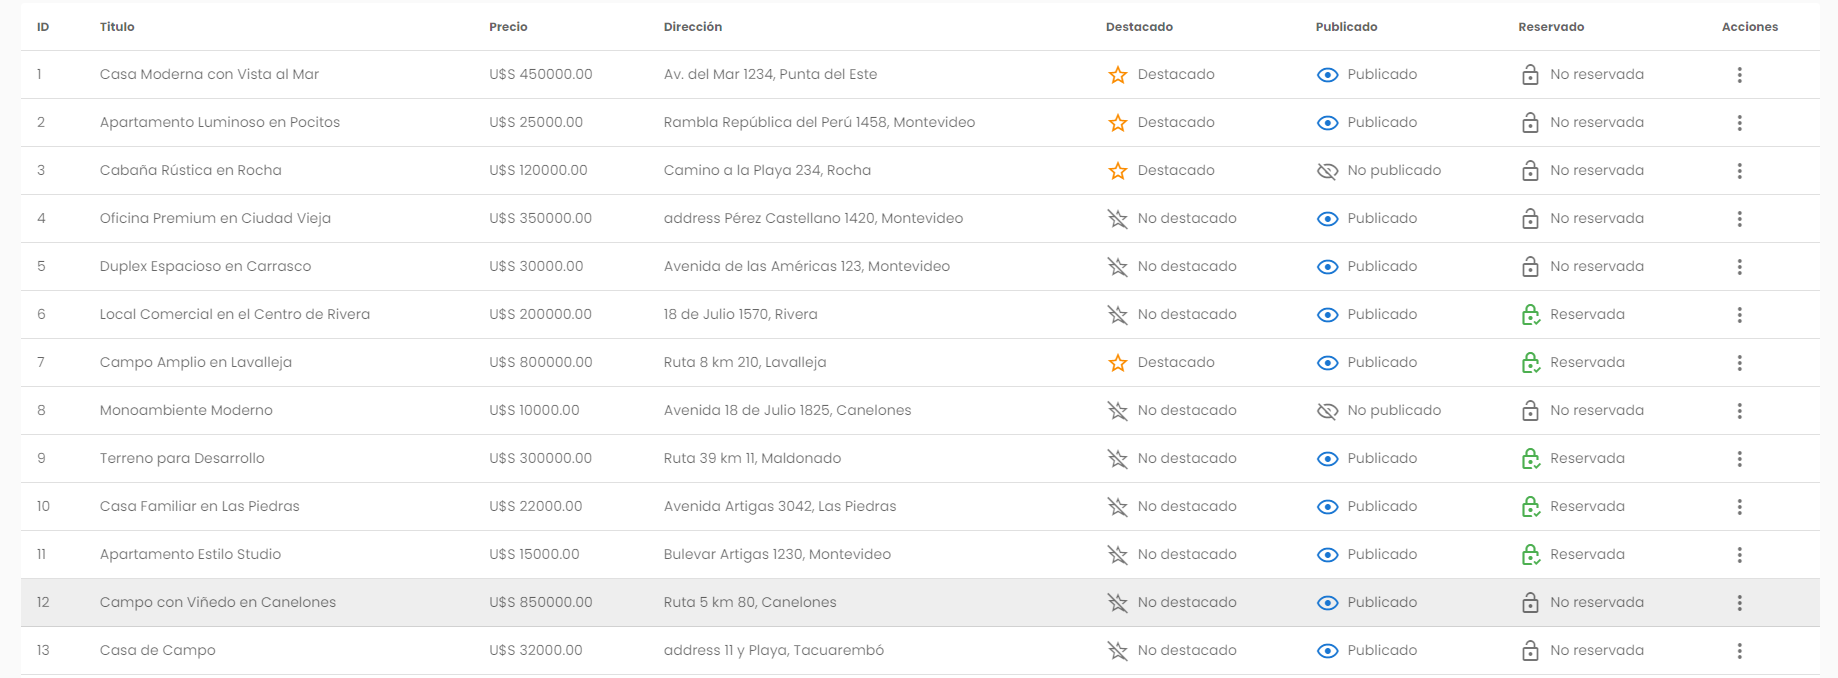 ID Titulo Precio Dirección Destacado Publicado Reservado Acciones
1 Casa Moderna con Vista al Mar U$S 450000.00 Av. del Mar 1234, Punta del Este Destacado Publicado No reservada
2 Apartamento Luminoso en Pocitos U$S 25000.00 Rambla República del Perú 1458, Montevideo Destacado Publicado No reservada
3 Cabaña Rústica en Rocha U$S 120000.00 Camino a la Playa 234, Rocha Destacado No publicado No reservada
4 Oficina Premium en Ciudad Vieja U$S 350000.00 address Pérez Castellano 1420, Montevideo No destacado Publicado No reservada
5 Duplex Espacioso en Carrasco U$S 30000.00 Avenida de las Américas 123, Montevideo No destacado Publicado No reservada
6 Local Comercial en el Centro de Rivera U$S 200000.00 18 de Julio 1570, Rivera No destacado Publicado Reservada
7 Campo Amplio en Lavalleja U$S 800000.00 Ruta 8 km 210, Lavalleja Destacado Publicado Reservada
8 Monoambiente Moderno U$S 10000.00 Avenida 18 de Julio 1825, Canelones No destacado No publicado No reservada
9 Terreno para Desarrollo U$S 300000.00 Ruta 39 km 11, Maldonado No destacado Publicado Reservada
10 Casa Familiar en Las Piedras U$S 22000.00 Avenida Artigas 3042, Las Piedras No destacado Publicado Reservada
11 Apartamento Estilo Studio U$S 15000.00 Bulevar Artigas 1230, Montevideo No destacado Publicado Reservada
12 Campo con Viñedo en Canelones U$S 850000.00 Ruta 5 km 80, Canelones No destacado Publicado No reservada
13 Casa de Campo U$S 32000.00 address 11 y Playa, Tacuarembó No destacado Publicado No reservada